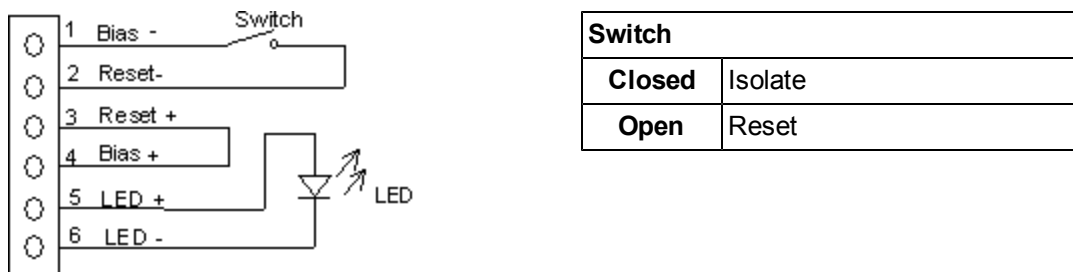 Switch
1 Bias -
2 Reset-
3 Reset +
4 Bias +
5 LED +
6 LED -
LED
Switch
Closed Isolate
Open Reset